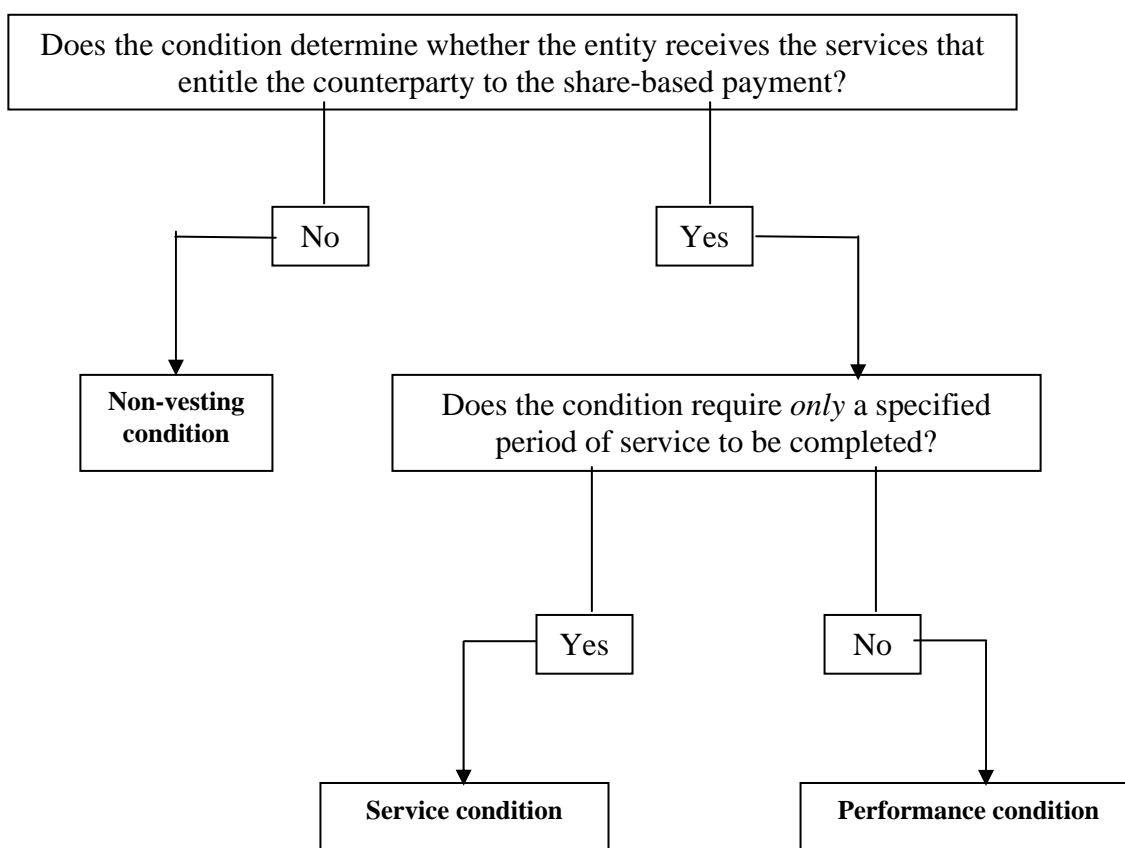 Does the condition determine whether the entity receives the services that
entitle the counterparty to the share-based payment?
No
Yes
Non-vesting
condition
Does the condition require only a specified
period of service to be completed?
Yes
No
Service condition
Performance condition